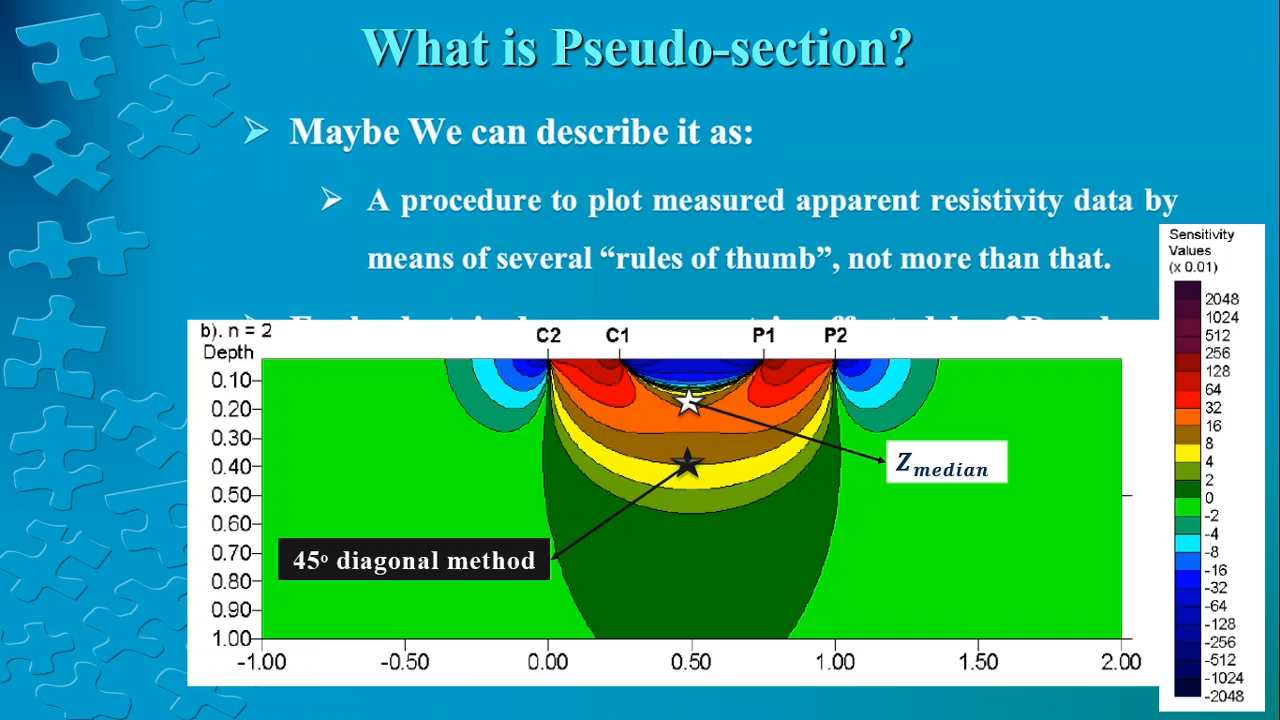 What is Pseudo-section?
Maybe We can describe it as:
A procedure to plot measured apparent resistivity data by
means of several “rules of thumb”, not more than that.
Sensitivity
Values
(x 0.01)
2048
1024
512
256
128
64
32
16
8
4
2
0
-2
-4
-8
-16
-32
-64
-128
-256
-512
-1024
-2048
b). n = 2
C2 C1 P1 P2
Depth
0.10
0.20
0.30
0.40
0.50
0.60
0.70
0.80
0.90
1.00
Zmedian
45º diagonal method
-1.00 -0.50 0.00 0.50 1.00 1.50 2.00